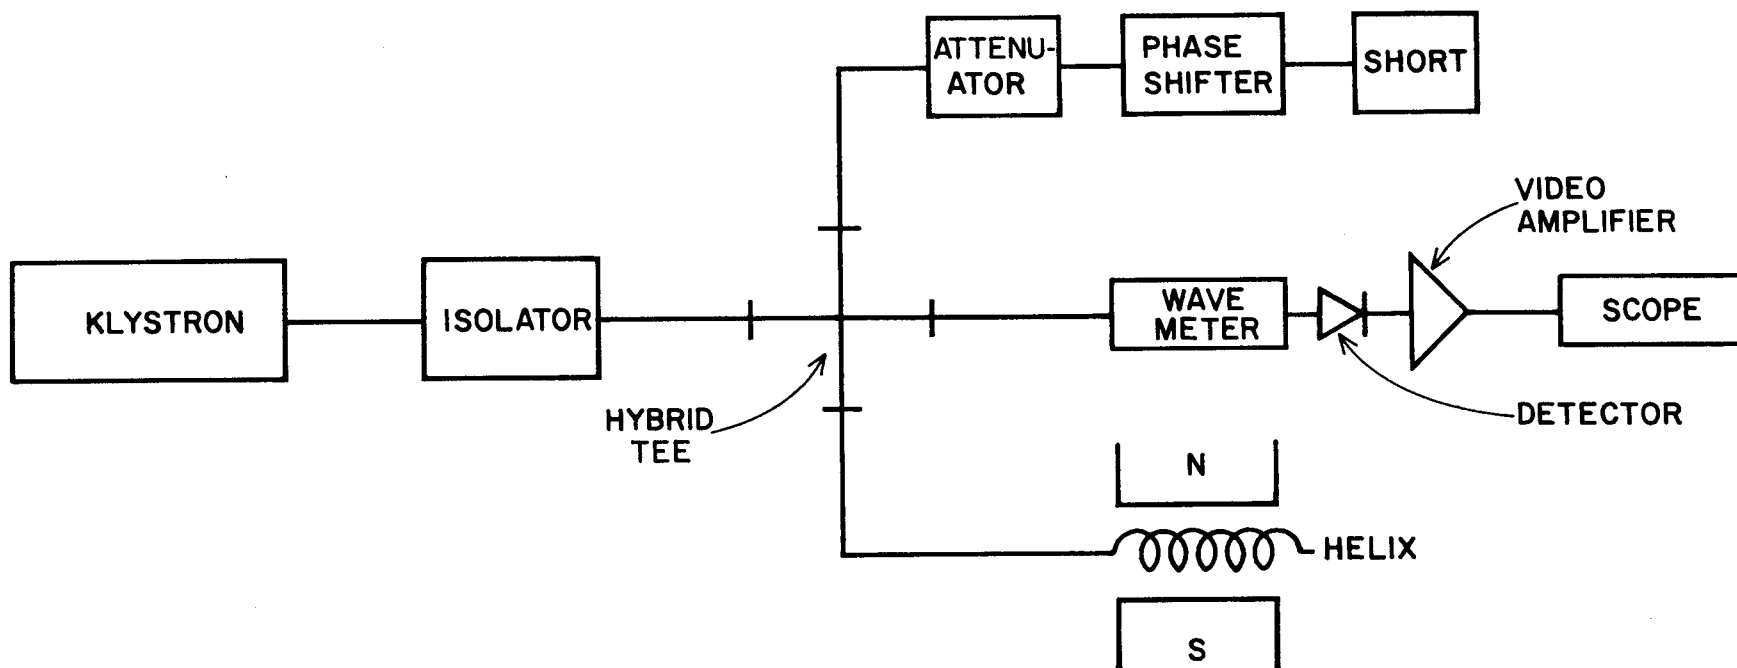 ATTENU-
ATOR
PHASE
SHIFTER
SHORT
VIDEO
AMPLIFIER
KLYSTRON
ISOLATOR
WAVE
METER
SCOPE
HYBRID
TEE
DETECTOR
N
HELIX
S